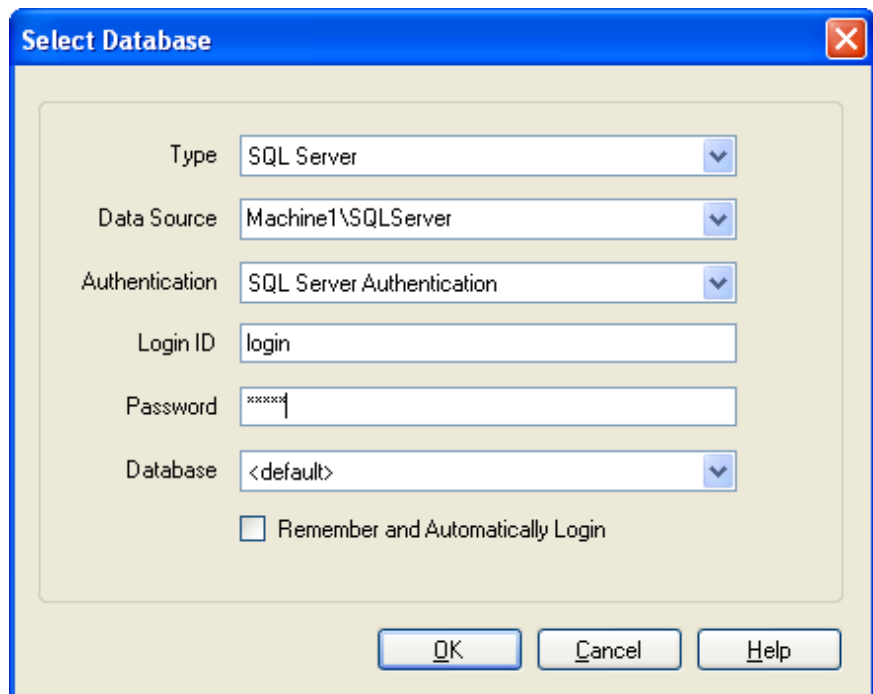 Select Database
Type SQL Server
Data Source Machine1\SQLServer
Authentication SQL Server Authentication
Login ID login
Password *****
Database <default>
Remember and Automatically Login
OK Cancel Help